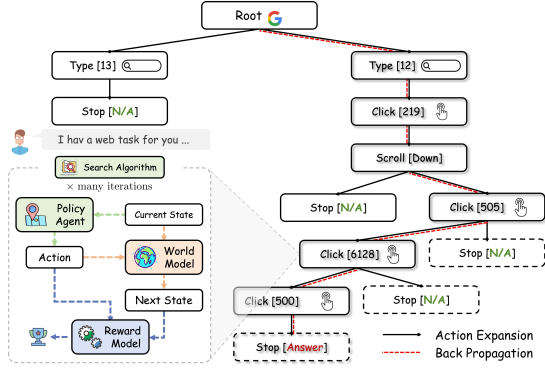 Root
Type [13]
Type [12]
Stop [N/A]
Click [219]
I hav a web task for you ...
Scroll [Down]
Search Algorithm
× many iterations
Policy
Agent
Current State
Stop [N/A]
Click [505]
Action
World
Model
Click [6128]
Stop [N/A]
Next State
Click [500]
Stop [N/A]
Reward
Model
Stop [Answer]
Action Expansion
Back Propagation